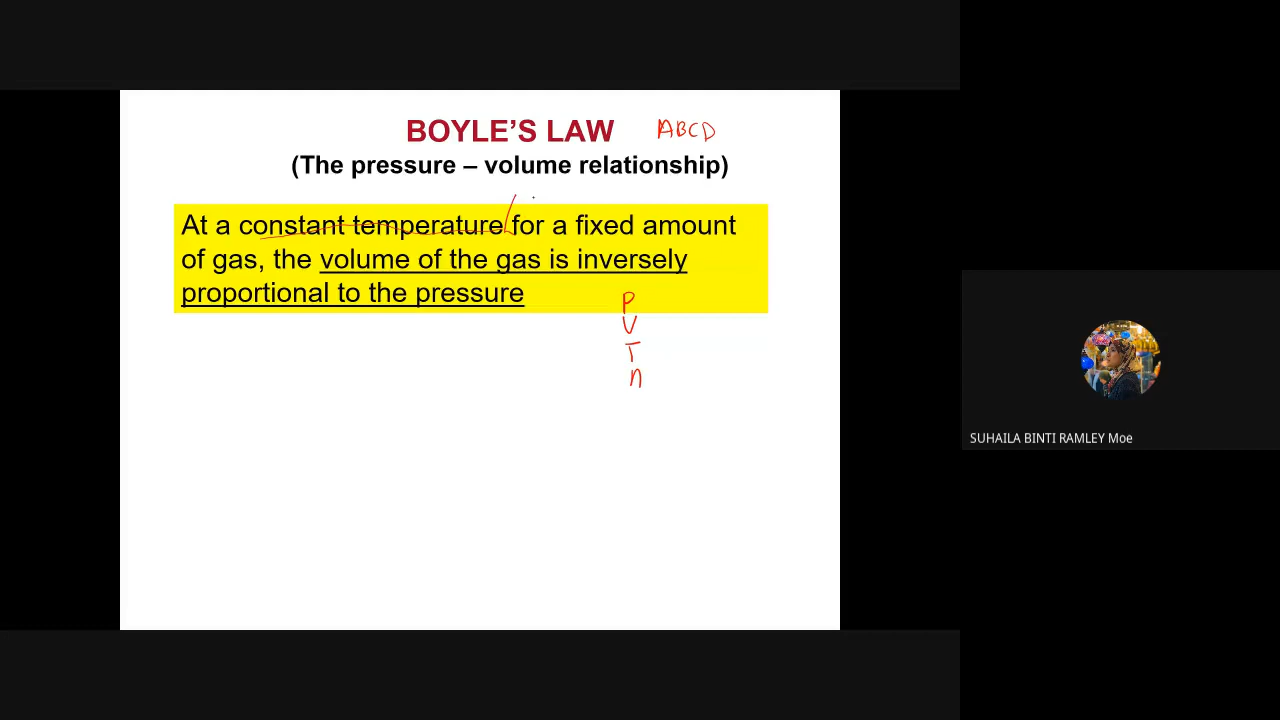 BOYLE'S LAW ABCD
(The pressure – volume relationship)
At a constant temperature for a fixed amount
of gas, the volume of the gas is inversely
proportional to the pressure
P
V
T
n
SUHAILA BINTI RAMLEY Moe